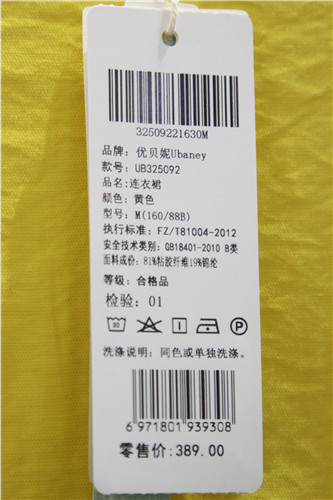 32509221630M
品牌: 优贝妮Ubaney
款号: UB325092
品名:连衣裙
颜色: 黄色
型号: M(160/88B)
执行标准: FZ/T81004-2012
安全技术类别: GB18401-2010 B类
面料成份: 81%粘胶纤维19%锦纶
等级: 合格品
检验: 01
30
洗涤说明: 同色或单独洗涤.
6 971801 939308
零售价: 389.00